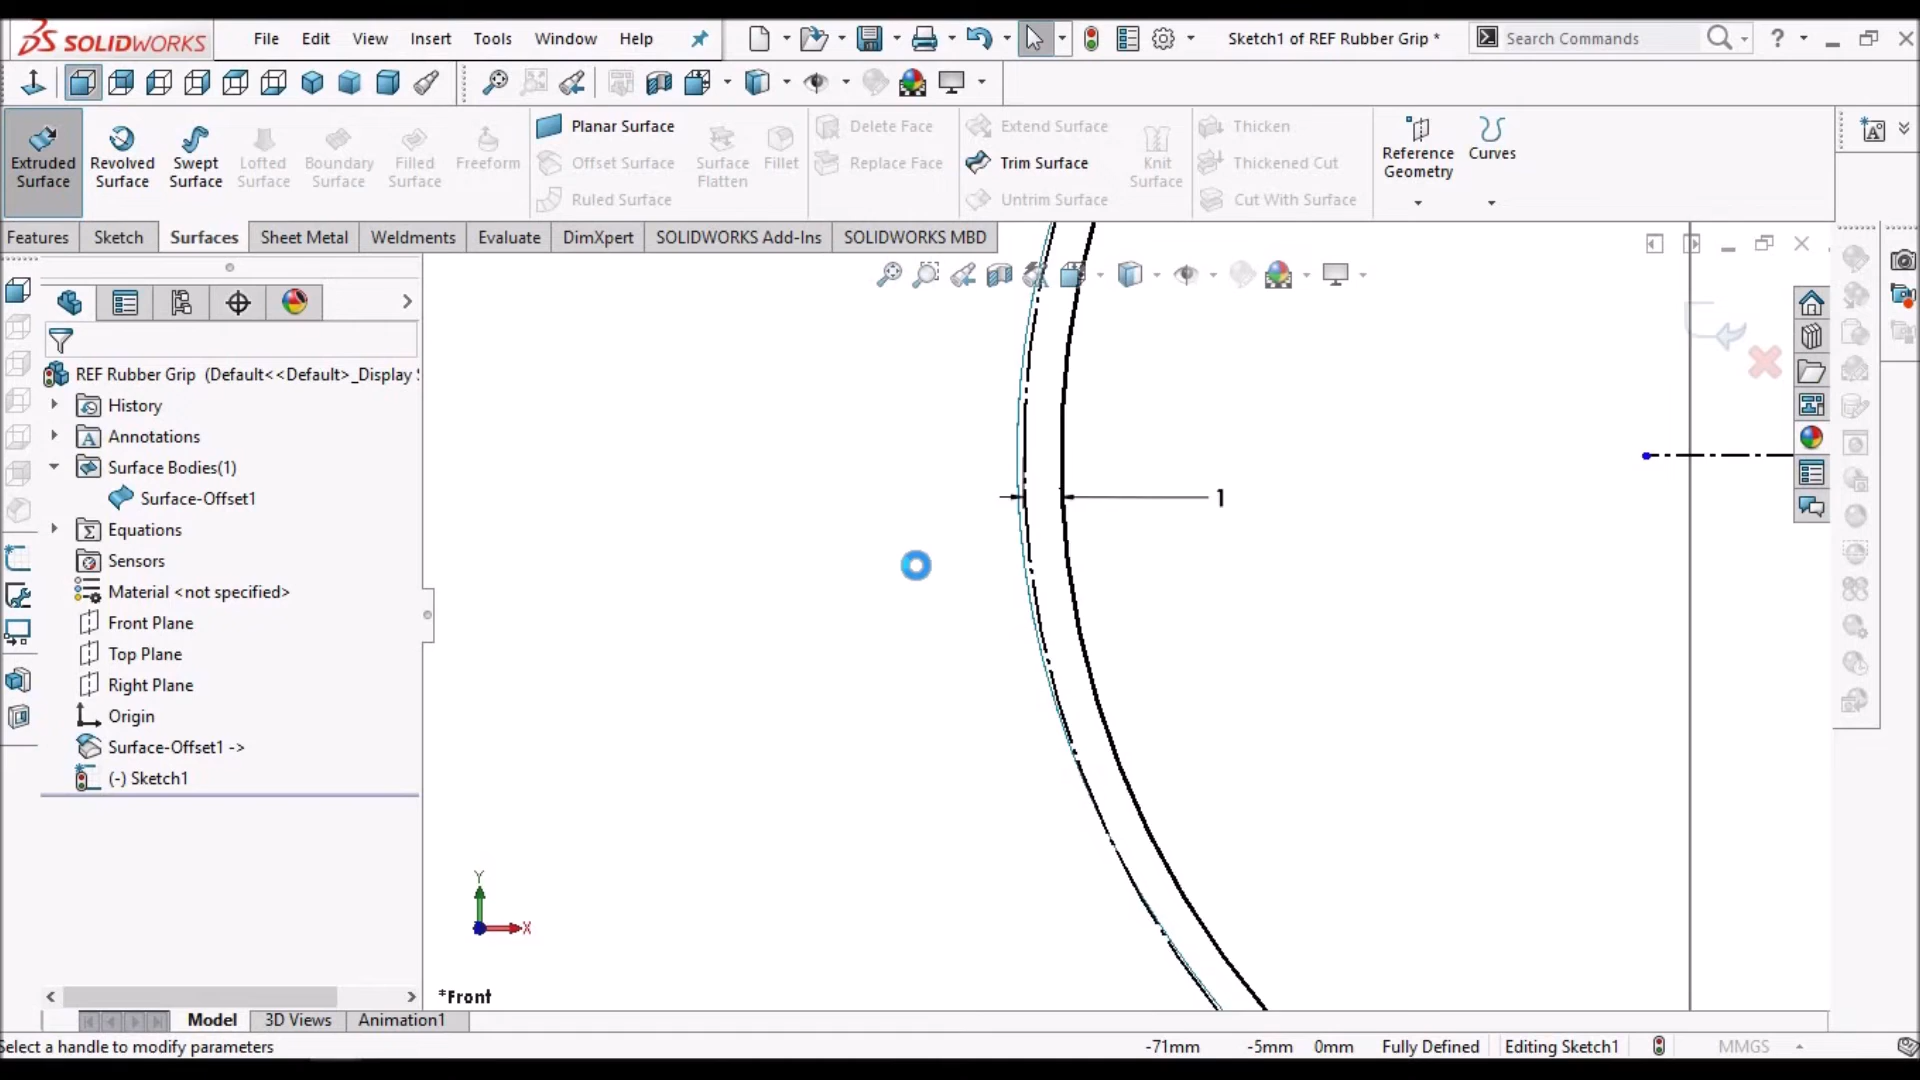 SOLIDWORKS File Edit View Insert Tools Window Help Sketch1 of REF Rubber Grip * Search Commands ?
Extruded Surface
Revolved Surface
Swept Surface
Lofted Surface
Boundary Surface
Filled Surface
Freeform
Planar Surface
Offset Surface
Ruled Surface
Surface Flatten
Fillet
Delete Face
Replace Face
Extend Surface
Trim Surface
Untrim Surface
Knit Surface
Thicken
Thickened Cut
Cut With Surface
Reference Geometry
Curves
Features Sketch Surfaces Sheet Metal Weldments Evaluate DimXpert SOLIDWORKS Add-Ins SOLIDWORKS MBD
REF Rubber Grip (Default<<Default>_Display
History
Annotations
Surface Bodies(1)
Surface-Offset1
Equations
Sensors
Material <not specified>
Front Plane
Top Plane
Right Plane
Origin
Surface-Offset1 ->
(-) Sketch1
1
Y
X
*Front
Model 3D Views Animation1
Select a handle to modify parameters -71mm -5mm 0mm Fully Defined Editing Sketch1 MMGS